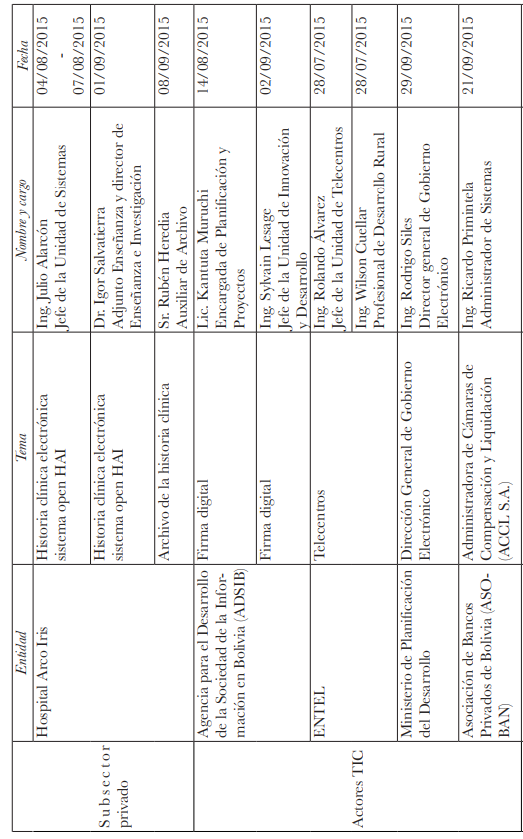 Entidad
Tema
Nombre y cargo
Fecha
Subsector
privado
Hospital Arco Iris
Historia clínica electrónica
sistema open HAI
Ing. Julio Alarcón
Jefe de la Unidad de Sistemas
04/08/2015
-
07/08/2015
Historia clínica electrónica
sistema open HAI
Dr. Igor Salvatierra
Adjunto Enseñanza y director de
Enseñanza e Investigación
01/09/2015
Archivo de la historia clínica
Sr. Rubén Heredia
Auxiliar de Archivo
08/09/2015
Actores TIC
Agencia para el Desarrollo
de la Sociedad de la Infor-
mación en Bolivia (ADSIB)
Firma digital
Lic. Kantuta Muruchi
Encargada de Planificación y
Proyectos
14/08/2015
Firma digital
Ing. Sylvain Lesage
Jefe de la Unidad de Innovación
y Desarrollo
02/09/2015
ENTEL
Telecentros
Ing. Rolando Álvarez
Jefe de la Unidad de Telecentros
28/07/2015
Ing. Wilson Cuellar
Profesional de Desarrollo Rural
28/07/2015
Ministerio de Planificación
del Desarrollo
Dirección General de Gobierno
Electrónico
Ing. Rodrigo Siles
Director general de Gobierno
Electrónico
29/09/2015
Asociación de Bancos
Privados de Bolivia (ASO-
BAN)
Administradora de Cámaras de
Compensación y Liquidación
(ACCL S.A.)
Ing. Ricardo Primintela
Administrador de Sistemas
21/09/2015